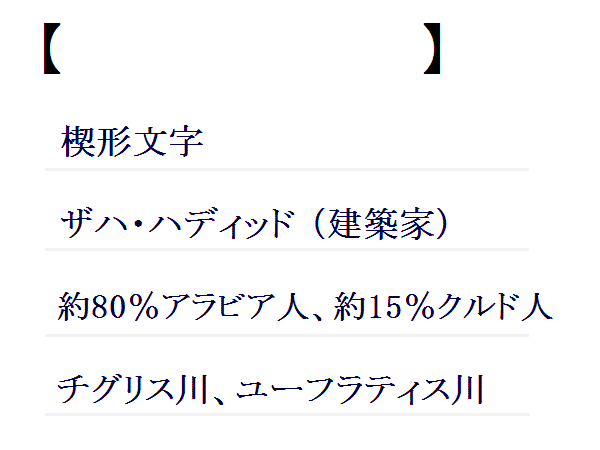 【 】
楔形文字
ザハ・ハディッド（建築家）
約80％アラビア人、約15％クルド人
チグリス川、ユーフラティス川